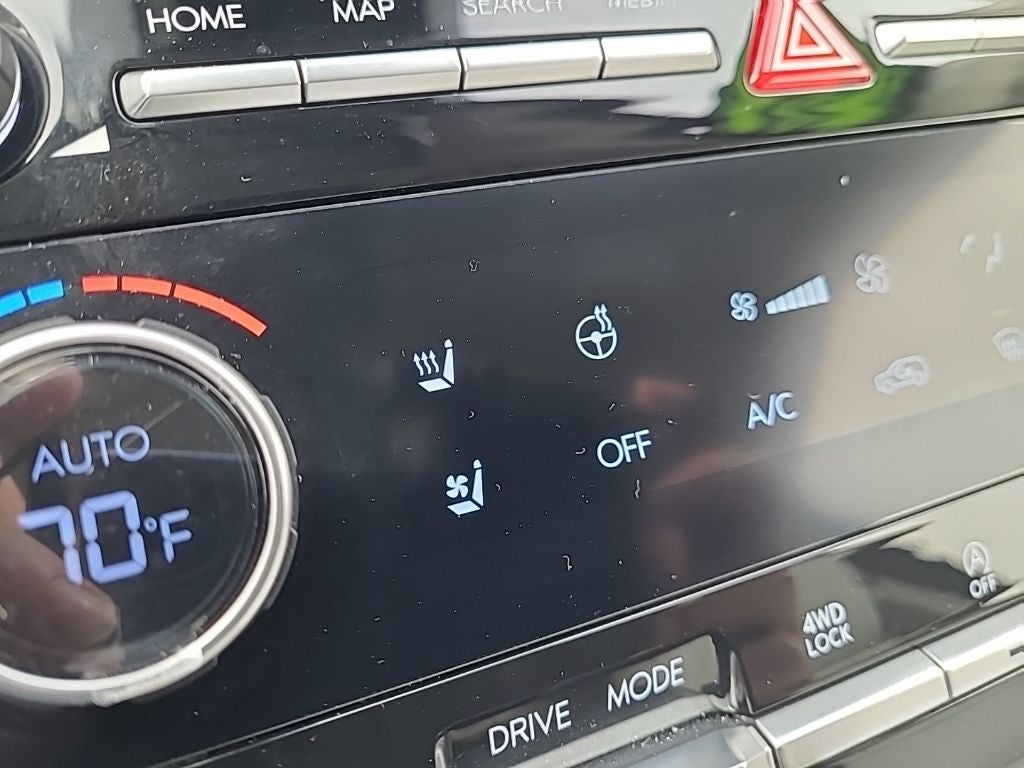 HOME
MAP
SEARCH
AUTO
70°F
OFF
A/C
DRIVE MODE
4WD
LOCK
A
OFF